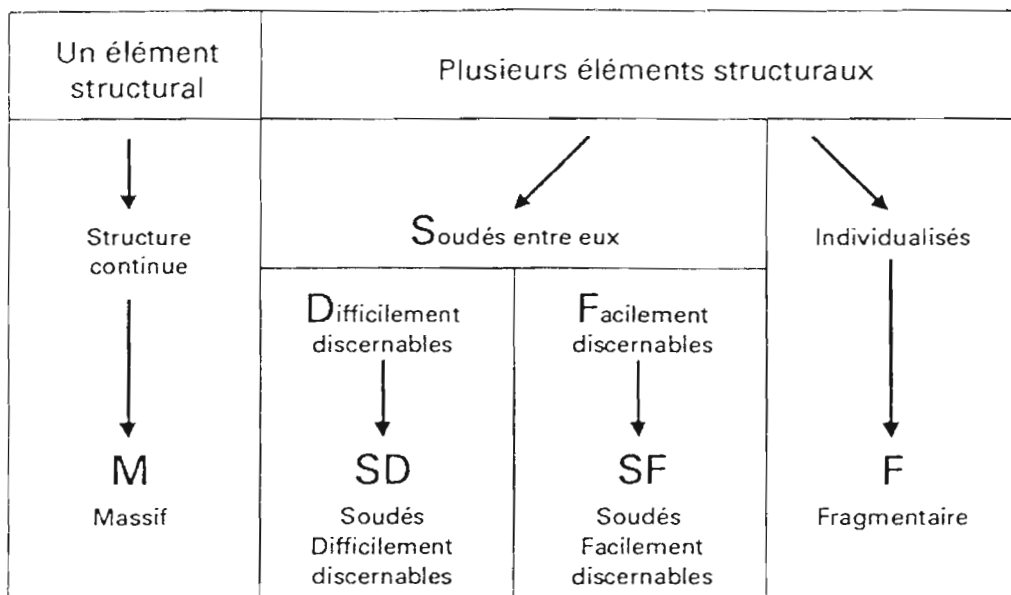 Un élément
structural
Plusieurs éléments structuraux
Structure
continue
Soudés entre eux
Individualisés
Difficilement
discernables
Facilement
discernables
M
Massif
SD
Soudés
Difficilement
discernables
SF
Soudés
Facilement
discernables
F
Fragmentaire